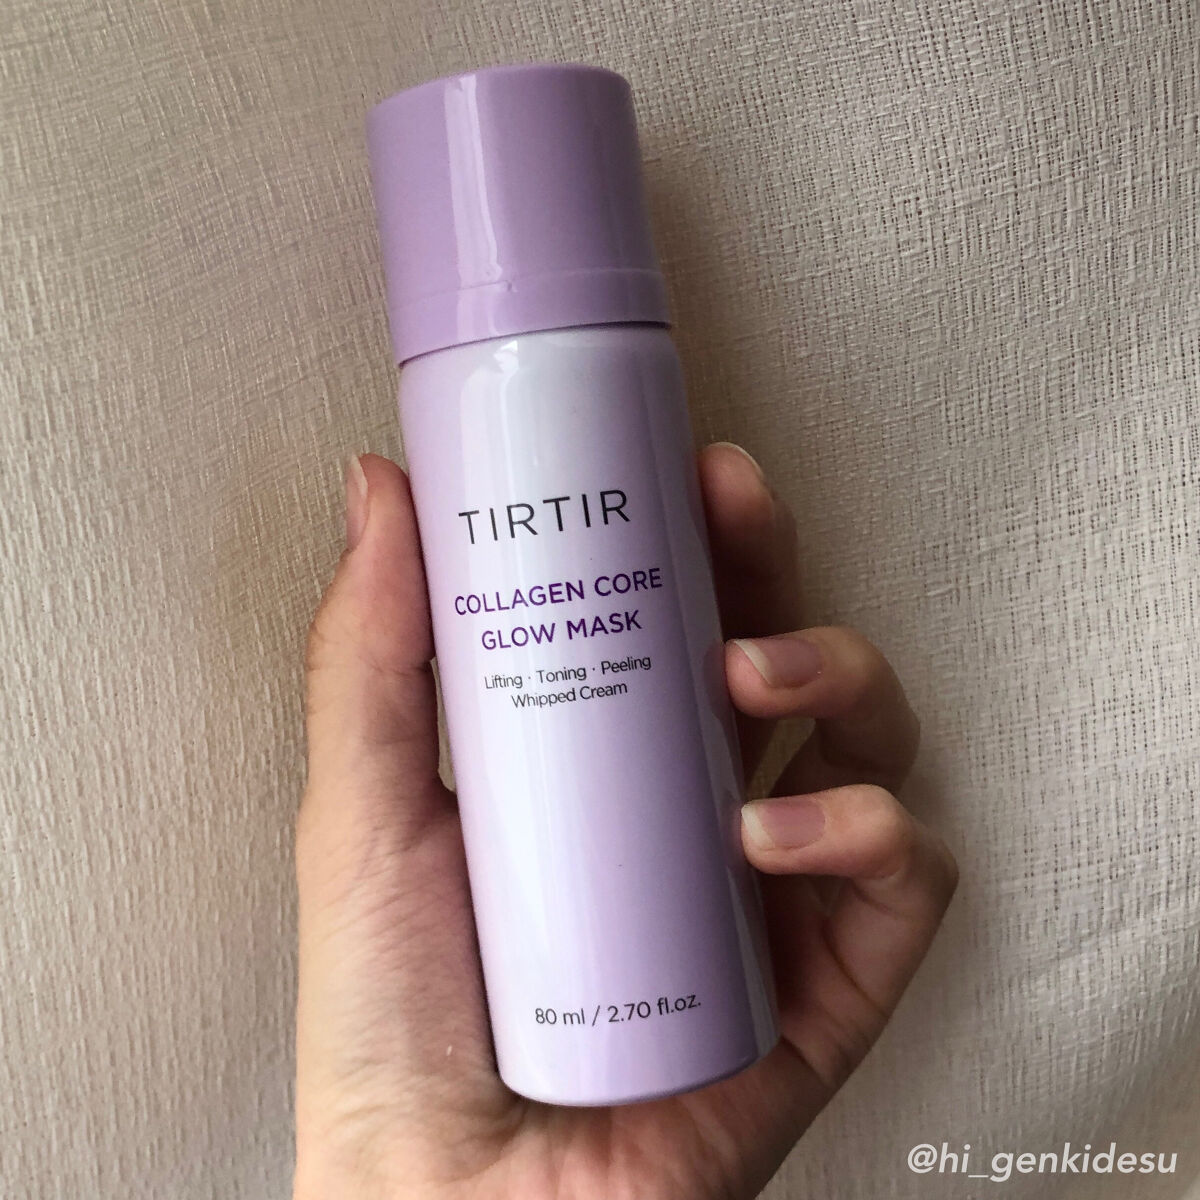 TIRTIR
COLLAGEN CORE
GLOW MASK
Lifting · Toning · Peeling
Whipped Cream
80 ml / 2.70 fl.oz.
@hi_genkidesu